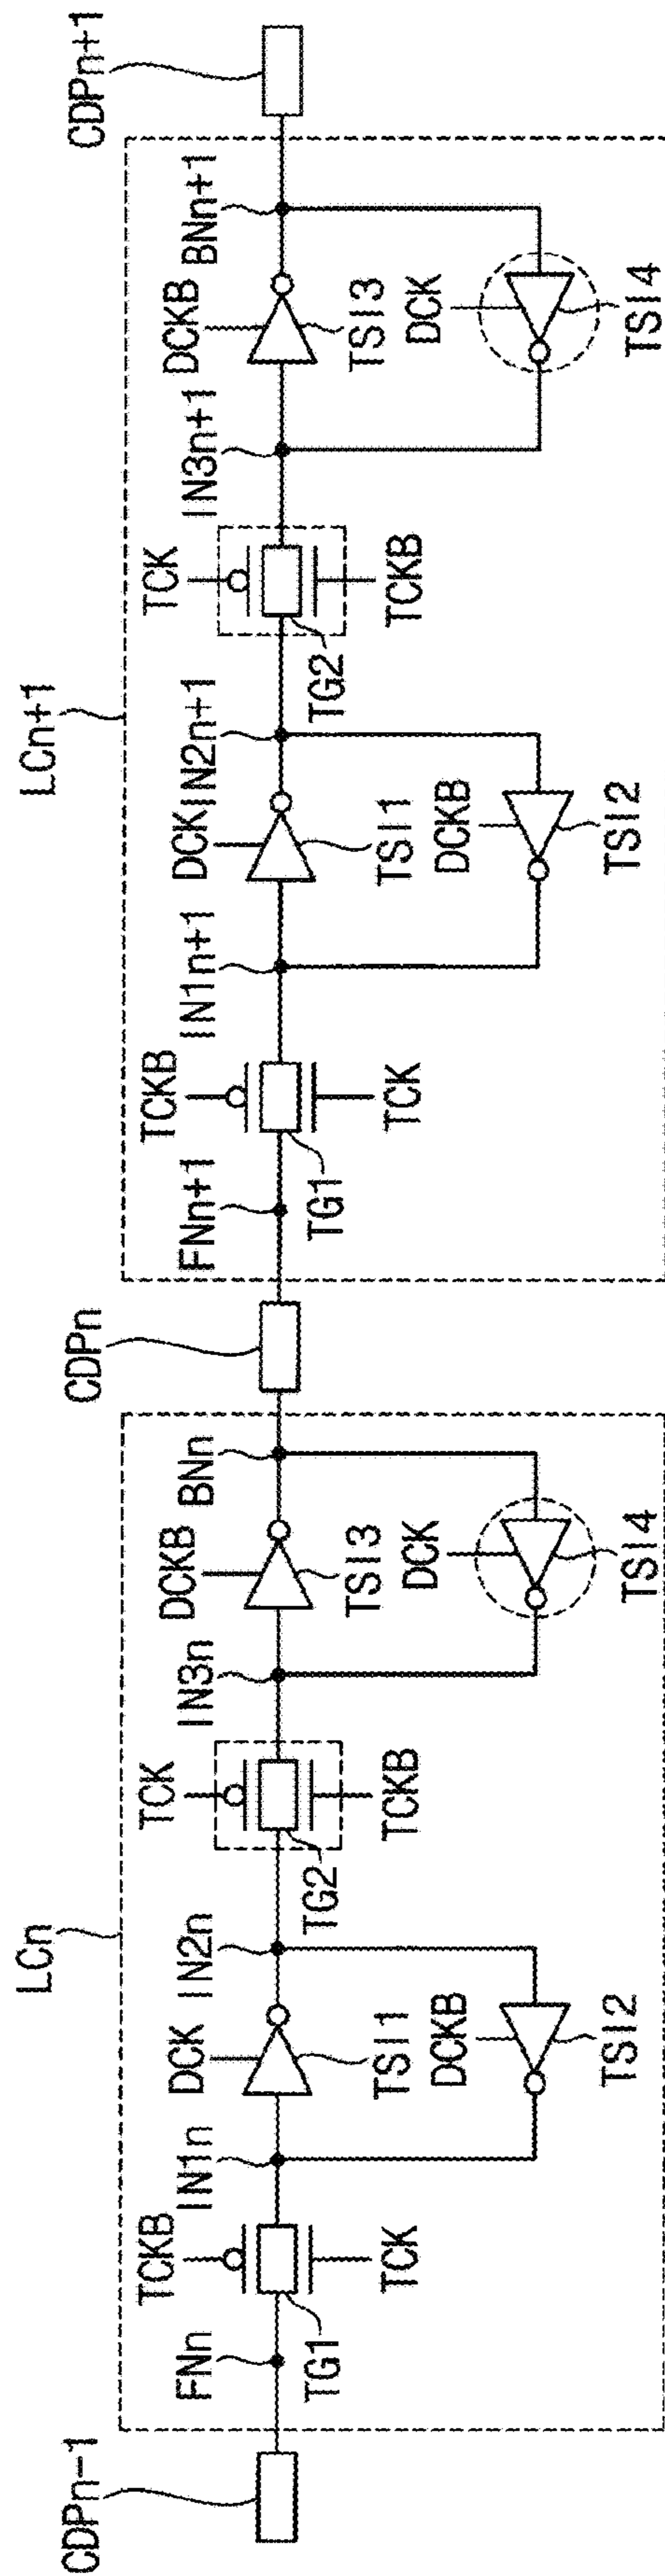 CDPn-1
LCn
FNn
TCKB
TG1
TCK
IN1n
DCK
TSI1
IN2n
DCKB
TSI2
TCK
TG2
TCKB
IN3n
DCKB
TSI3
BNn
DCK
TSI4
CDPn
LCn+1
FNn+1
TCKB
TG1
TCK
IN1n+1
DCK
TSI1
IN2n+1
DCKB
TSI2
TCK
TG2
TCKB
IN3n+1
DCKB
TSI3
BNn+1
DCK
TSI4
CDPn+1